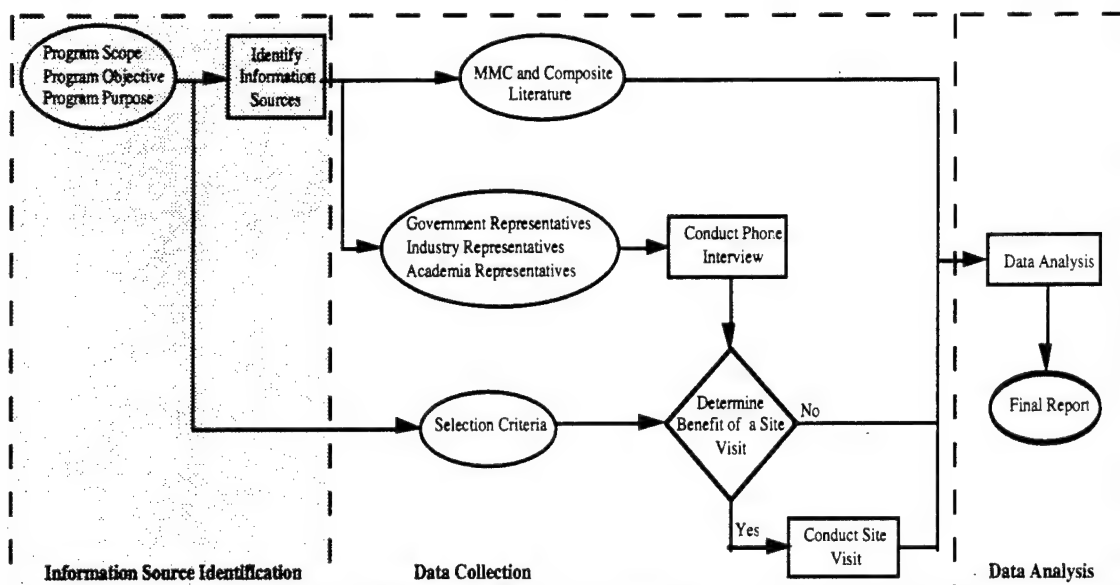 Program Scope
Program Objective
Program Purpose
Identify
Information
Sources
MMC and Composite
Literature
Government Representatives
Industry Representatives
Academia Representatives
Conduct Phone
Interview
Data Analysis
Selection Criteria
Determine
Benefit of a Site
Visit
No
Final Report
Yes
Conduct Site
Visit
Information Source Identification
Data Collection
Data Analysis